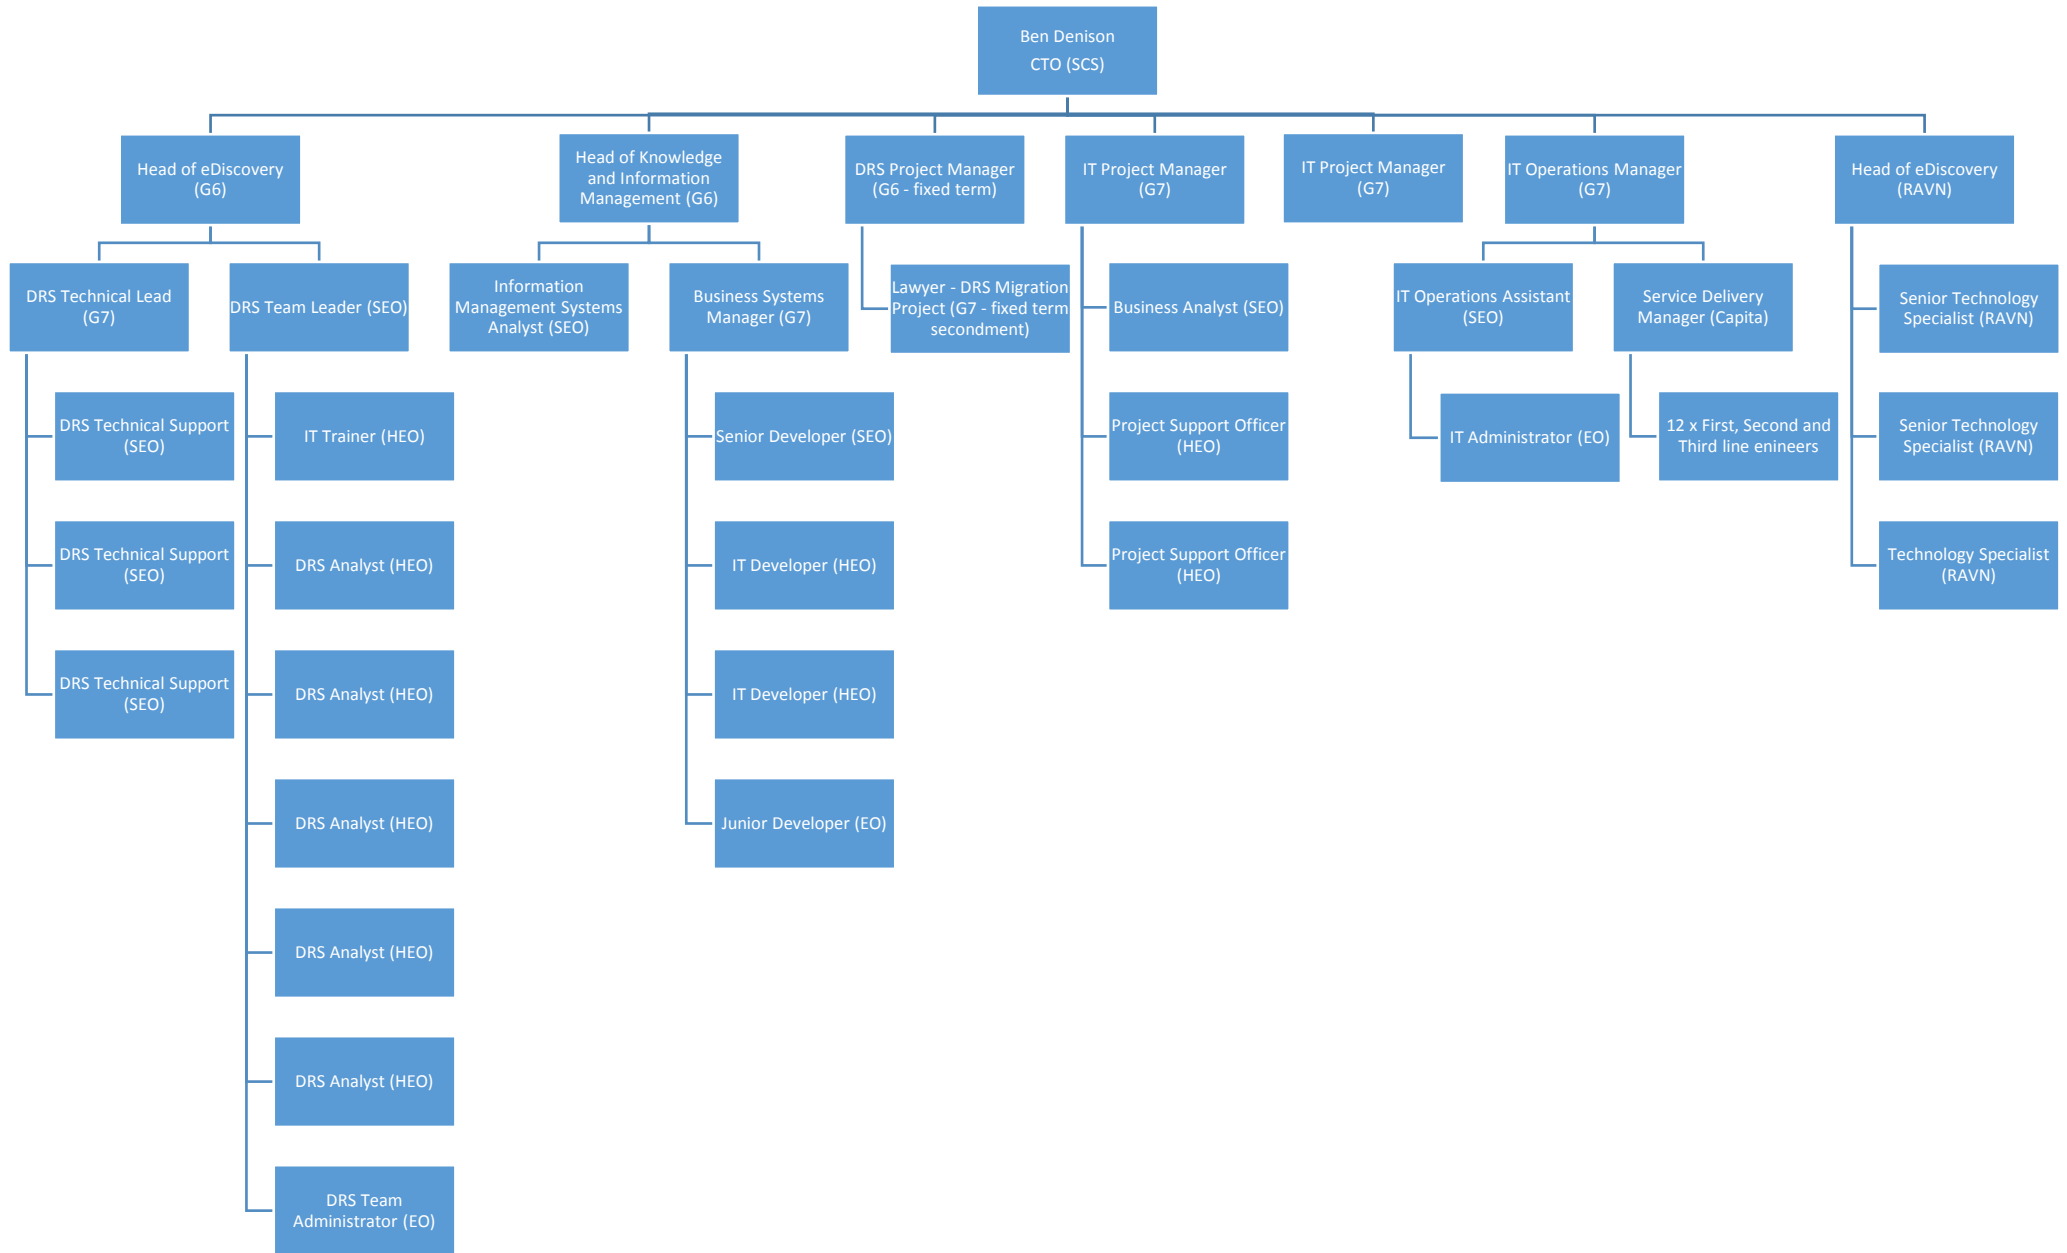 Ben Denison
CTO (SCS)
Head of eDiscovery
(G6)
Head of Knowledge
and Information
Management (G6)
DRS Project Manager
(G6 - fixed term)
IT Project Manager
(G7)
IT Project Manager
(G7)
IT Operations Manager
(G7)
Head of eDiscovery
(RAVN)
DRS Technical Lead
(G7)
DRS Team Leader (SEO)
Information
Management Systems
Analyst (SEO)
Business Systems
Manager (G7)
Lawyer - DRS Migration
Project (G7 - fixed term
secondment)
Business Analyst (SEO)
IT Operations Assistant
(SEO)
Service Delivery
Manager (Capita)
Senior Technology
Specialist (RAVN)
DRS Technical Support
(SEO)
IT Trainer (HEO)
Senior Developer (SEO)
Project Support Officer
(HEO)
IT Administrator (EO)
12 x First, Second and
Third line enineers
Senior Technology
Specialist (RAVN)
DRS Technical Support
(SEO)
DRS Analyst (HEO)
IT Developer (HEO)
Project Support Officer
(HEO)
Technology Specialist
(RAVN)
DRS Technical Support
(SEO)
DRS Analyst (HEO)
IT Developer (HEO)
DRS Analyst (HEO)
Junior Developer (EO)
DRS Analyst (HEO)
DRS Analyst (HEO)
DRS Team
Administrator (EO)